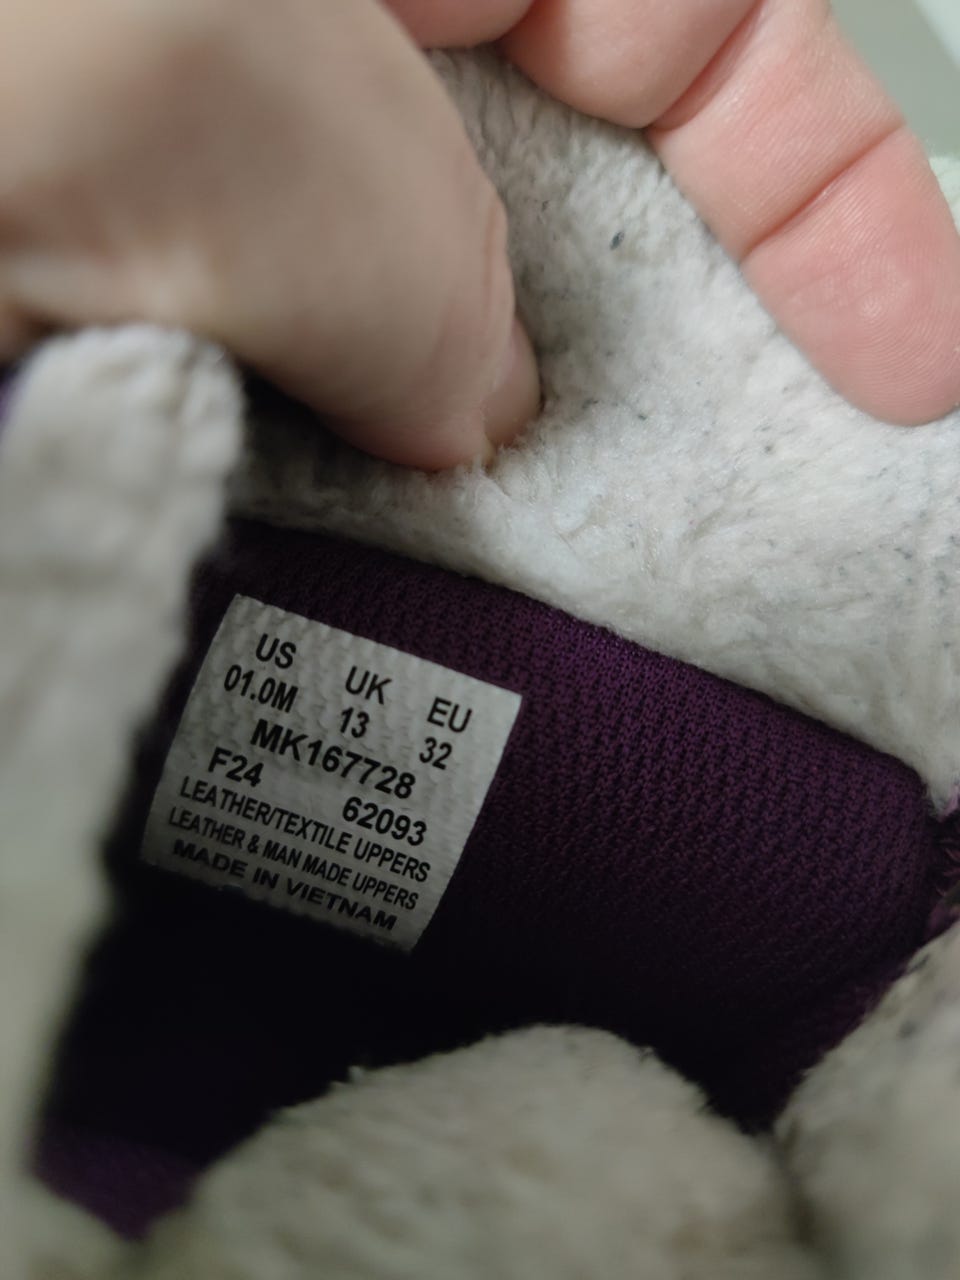 US UK EU
01.0M 13 32
MK167728
F24 62093
LEATHER/TEXTILE UPPERS
LEATHER & MAN MADE UPPERS
MADE IN VIETNAM